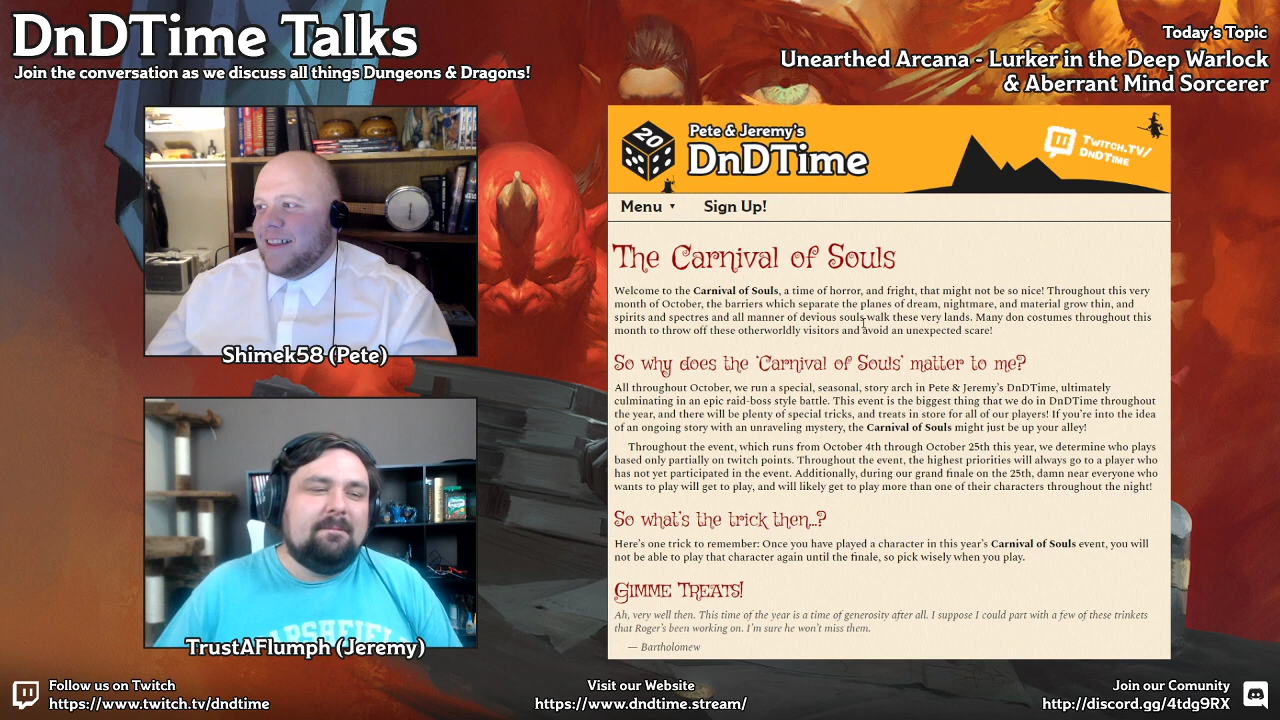 DnDTime Talks
Join the conversation as we discuss all things Dungeons & Dragons!
Today's Topic
Unearthed Arcana - Lurker in the Deep Warlock
& Aberrant Mind Sorcerer
Shimek58 (Pete)
TrustAFlumph (Jeremy)
20
Pete & Jeremy's
DnDTime
Twitch.TV/
DnDTime
Menu ▾ Sign Up!
The Carnival of Souls
Welcome to the Carnival of Souls, a time of horror, and fright, that might not be so nice! Throughout this very
month of October, the barriers which separate the planes of dream, nightmare, and material grow thin, and
spirits and spectres and all manner of devious souls walk these very lands. Many don costumes throughout this
month to throw off these otherworldly visitors and avoid an unexpected scare!
So why does the 'Carnival of Souls' matter to me?
All throughout October, we run a special, seasonal, story arch in Pete & Jeremy's DnDTime, ultimately
culminating in an epic raid-boss style battle. This event is the biggest thing that we do in DnDTime throughout
the year, and there will be plenty of special tricks, and treats in store for all of our players! If you're into the idea
of an ongoing story with an unraveling mystery, the Carnival of Souls might just be up your alley!
Throughout the event, which runs from October 4th through October 25th this year, we determine who plays
based only partially on twitch points. Throughout the event, the highest priorities will always go to a player who
has not yet participated in the event. Additionally, during our grand finale on the 25th, damn near everyone who
wants to play will get to play, and will likely get to play more than one of their characters throughout the night!
So what's the trick then...?
Here's one trick to remember: Once you have played a character in this year's Carnival of Souls event, you will
not be able to play that character again until the finale, so pick wisely when you play.
Gimme Treats!
Ah, very well then. This time of the year is a time of generosity after all. I suppose I could part with a few of these trinkets
that Roger's been working on. I'm sure he won't miss them.
— Bartholomew
Follow us on Twitch
https://www.twitch.tv/dndtime
Visit our Website
https://www.dndtime.stream/
Join our Comunity
http://discord.gg/4tdg9RX